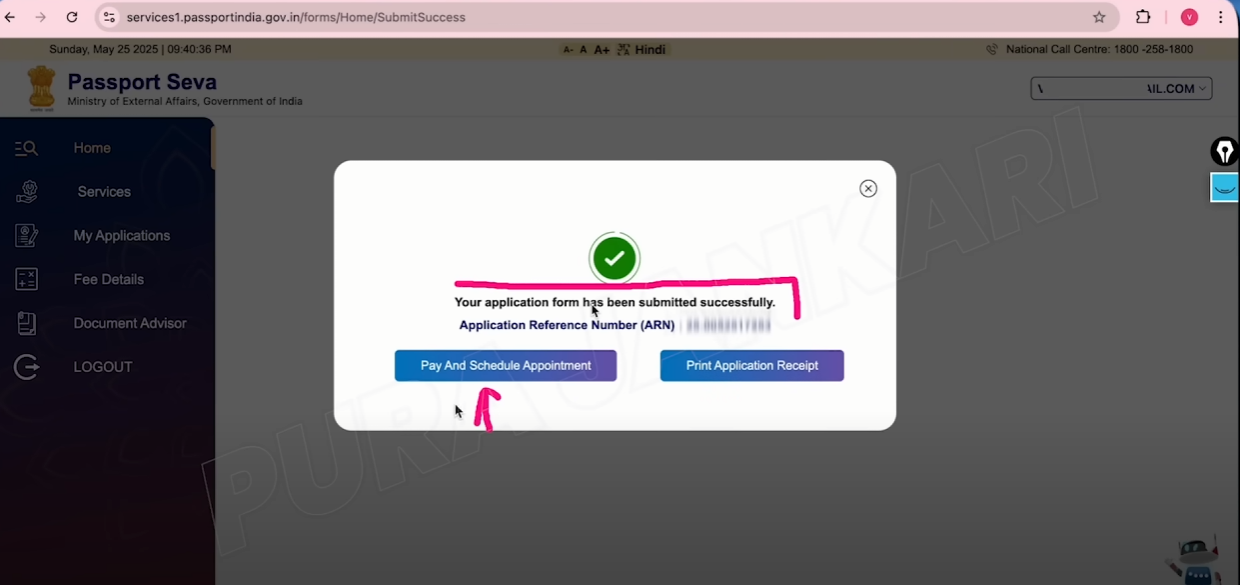 services1.passportindia.gov.in/forms/Home/SubmitSuccess
Sunday, May 25 2025 | 09:40:36 PM
A- A A+ Hindi
National Call Centre: 1800 -258-1800
Passport Seva
Ministry of External Affairs, Government of India
IL.COM
Home
Services
My Applications
Fee Details
Document Advisor
LOGOUT
Your application form has been submitted successfully.
Application Reference Number (ARN)
Pay And Schedule Appointment
Print Application Receipt
PURA JANKARI
V